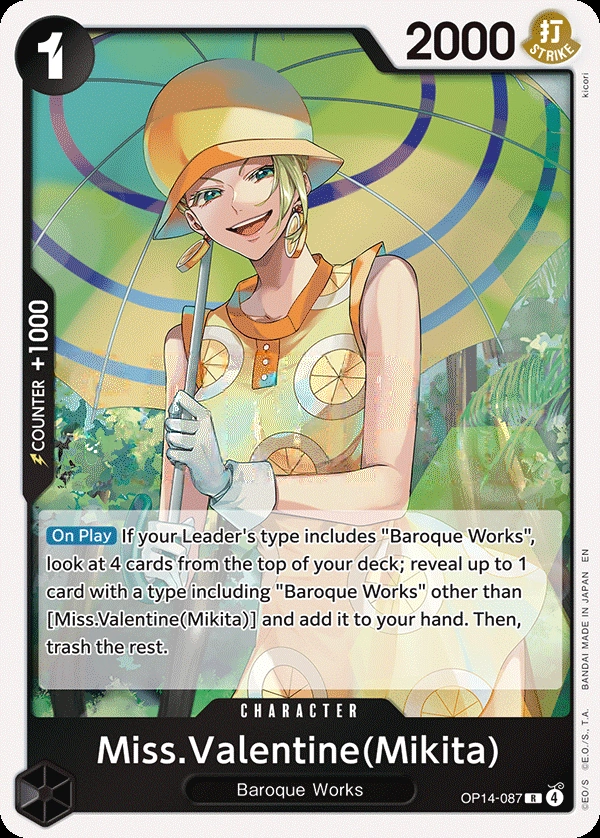 1
2000
打
STRIKE
kicori
COUNTER +1000
On Play If your Leader's type includes "Baroque Works",
look at 4 cards from the top of your deck; reveal up to 1
card with a type including "Baroque Works" other than
[Miss.Valentine(Mikita)] and add it to your hand. Then,
trash the rest.
CHARACTER
Miss.Valentine(Mikita)
Baroque Works
OP14-087 R 4
©EO/S ©E.O./S., T.A. BANDAI MADE IN JAPAN EN